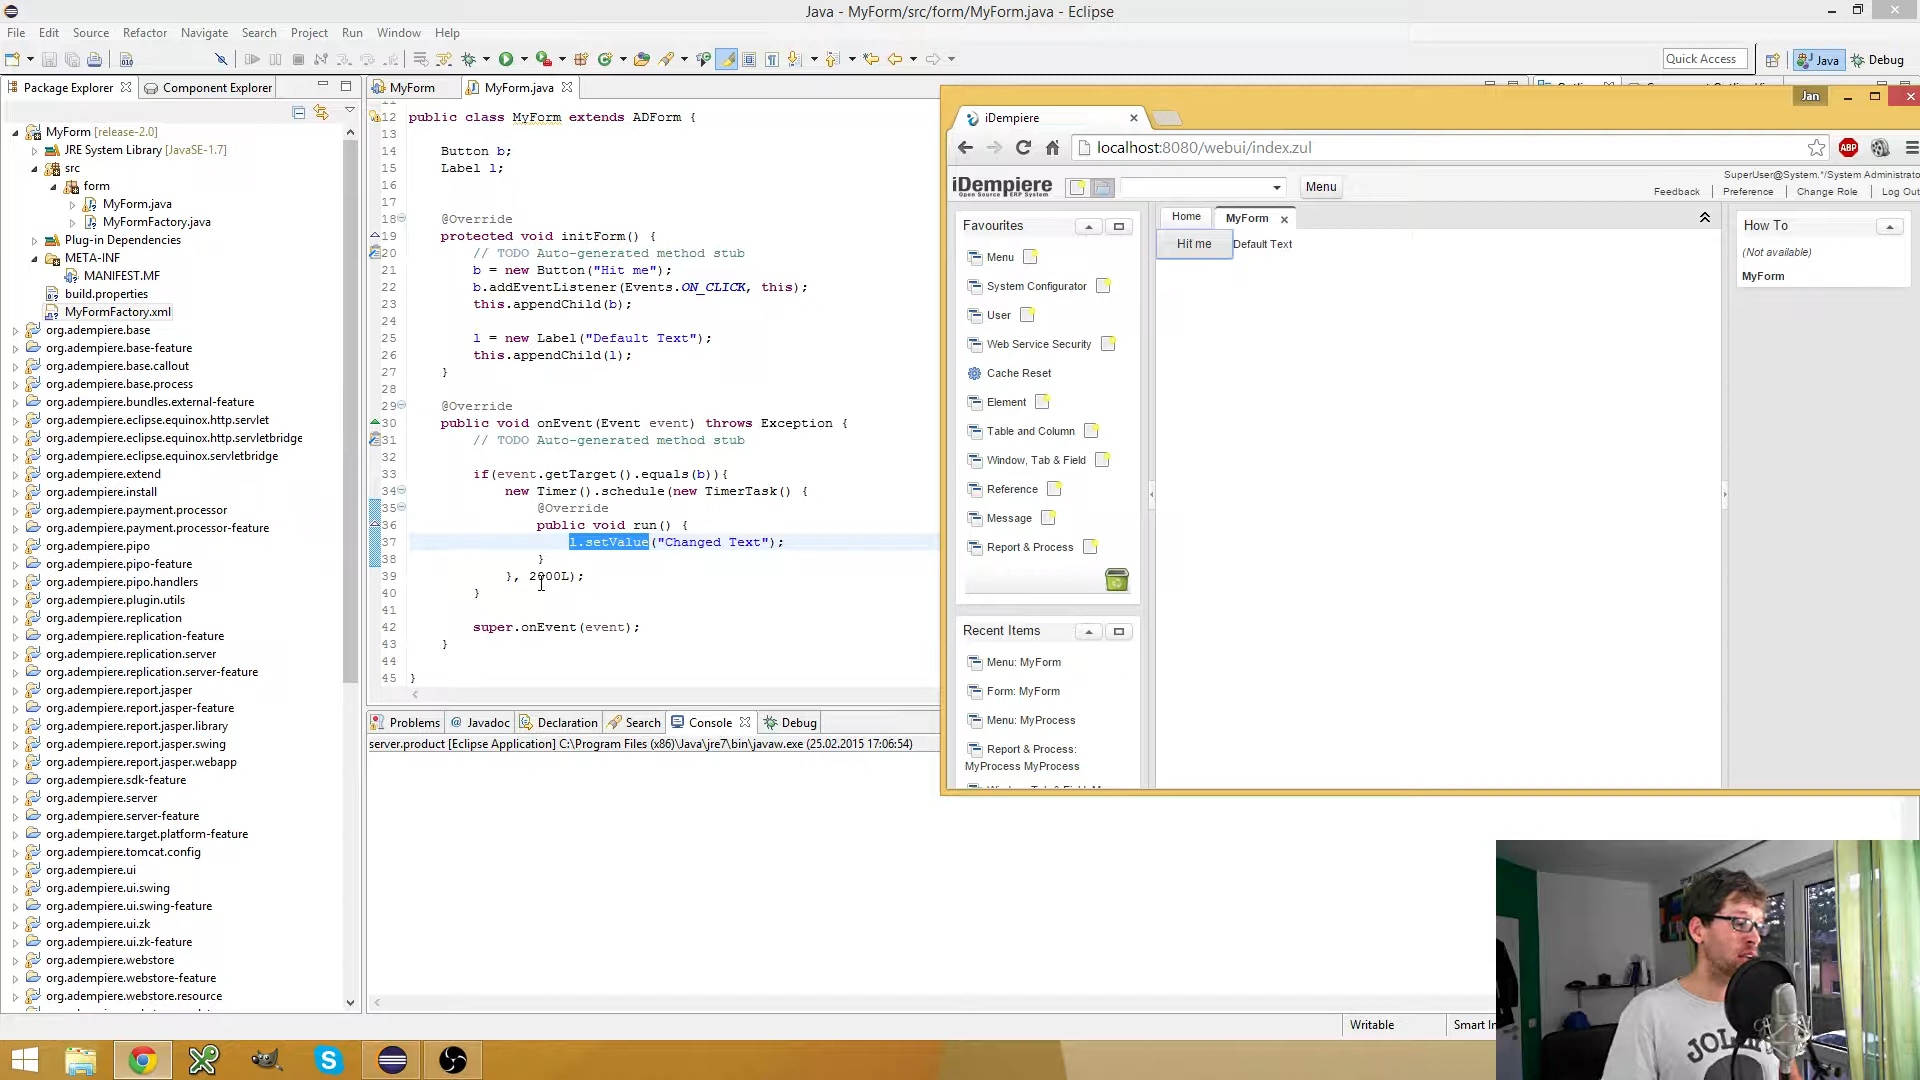 Java - MyForm/src/form/MyForm.java - Eclipse
File Edit Source Refactor Navigate Search Project Run Window Help
Quick Access Java Debug
Package Explorer Component Explorer
MyForm [release-2.0]
JRE System Library [JavaSE-1.7]
src
form
MyForm.java
MyFormFactory.java
Plug-in Dependencies
META-INF
MANIFEST.MF
build.properties
MyFormFactory.xml
org.adempiere.base
org.adempiere.base-feature
org.adempiere.base.callout
org.adempiere.base.process
org.adempiere.bundles.external-feature
org.adempiere.eclipse.equinox.http.servlet
org.adempiere.eclipse.equinox.http.servletbridge
org.adempiere.eclipse.equinox.servletbridge
org.adempiere.extend
org.adempiere.install
org.adempiere.payment.processor
org.adempiere.payment.processor-feature
org.adempiere.pipo
org.adempiere.pipo-feature
org.adempiere.pipo.handlers
org.adempiere.plugin.utils
org.adempiere.replication
org.adempiere.replication-feature
org.adempiere.replication.server
org.adempiere.replication.server-feature
org.adempiere.report.jasper
org.adempiere.report.jasper-feature
org.adempiere.report.jasper.library
org.adempiere.report.jasper.swing
org.adempiere.report.jasper.webapp
org.adempiere.sdk-feature
org.adempiere.server
org.adempiere.server-feature
org.adempiere.target.platform-feature
org.adempiere.tomcat.config
org.adempiere.ui
org.adempiere.ui.swing
org.adempiere.ui.swing-feature
org.adempiere.ui.zk
org.adempiere.ui.zk-feature
org.adempiere.webstore
org.adempiere.webstore-feature
org.adempiere.webstore.resource
MyForm MyForm.java
12 public class MyForm extends ADForm {
13
14 Button b;
15 Label l;
16
17
18 @Override
19 protected void initForm() {
20 // TODO Auto-generated method stub
21 b = new Button("Hit me");
22 b.addEventListener(Events.ON_CLICK, this);
23 this.appendChild(b);
24
25 l = new Label("Default Text");
26 this.appendChild(l);
27 }
28
29 @Override
30 public void onEvent(Event event) throws Exception {
31 // TODO Auto-generated method stub
32
33 if(event.getTarget().equals(b)){
34 new Timer().schedule(new TimerTask() {
35 @Override
36 public void run() {
37 l.setValue("Changed Text");
38 }
39 }, 2000L);
40 }
41
42 super.onEvent(event);
43 }
44
45 }
Problems Javadoc Declaration Search Console Debug
server.product [Eclipse Application] C:\Program Files (x86)\Java\jre7\bin\javaw.exe (25.02.2015 17:06:54)
Writable Smart In
Jan
iDempiere
localhost:8080/webui/index.zul
ABP
iDempiere
Open Source ERP System
Menu
SuperUser@System.*/System Administrato
Feedback Preference Change Role Log Out
Favourites
Menu
System Configurator
User
Web Service Security
Cache Reset
Element
Table and Column
Window, Tab & Field
Reference
Message
Report & Process
Recent Items
Menu: MyForm
Form: MyForm
Menu: MyProcess
Report & Process:
MyProcess MyProcess
Home MyForm
Hit me Default Text
How To
(Not available)
MyForm